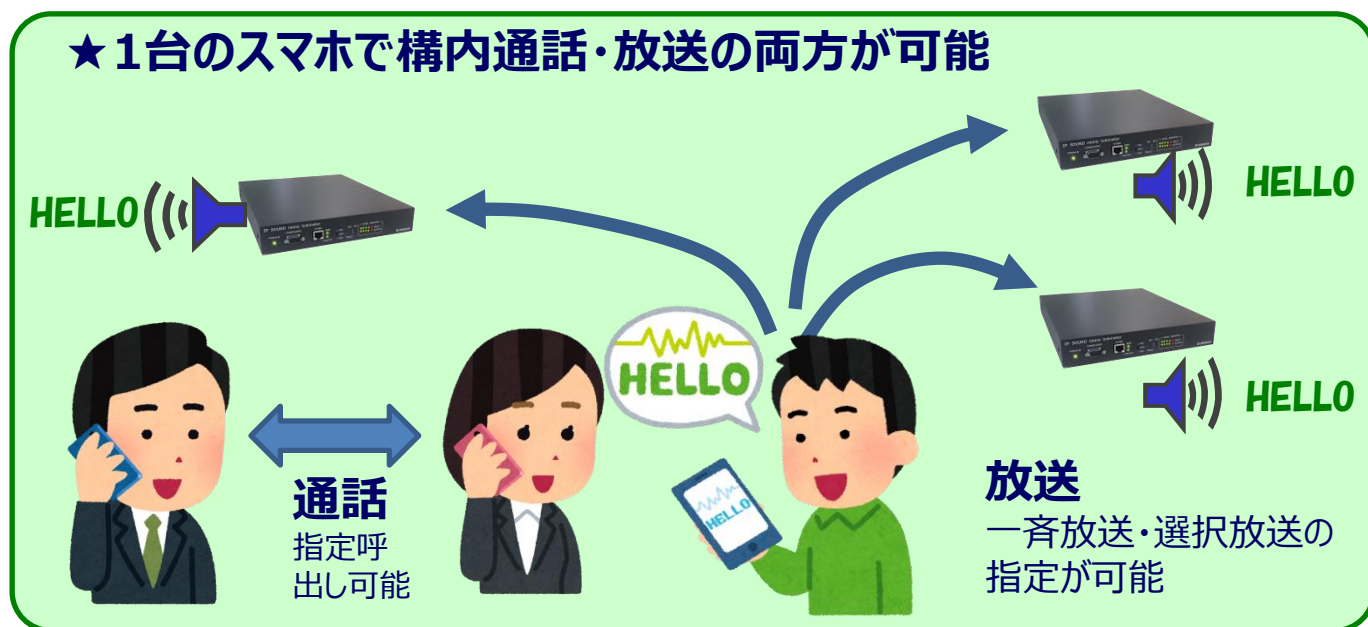 ★1台のスマホで構内通話・放送の両方が可能
HELLO
HELLO
HELLO
HELLO
HELLO
通話
指定呼
出し可能
放送
一斉放送・選択放送の
指定が可能